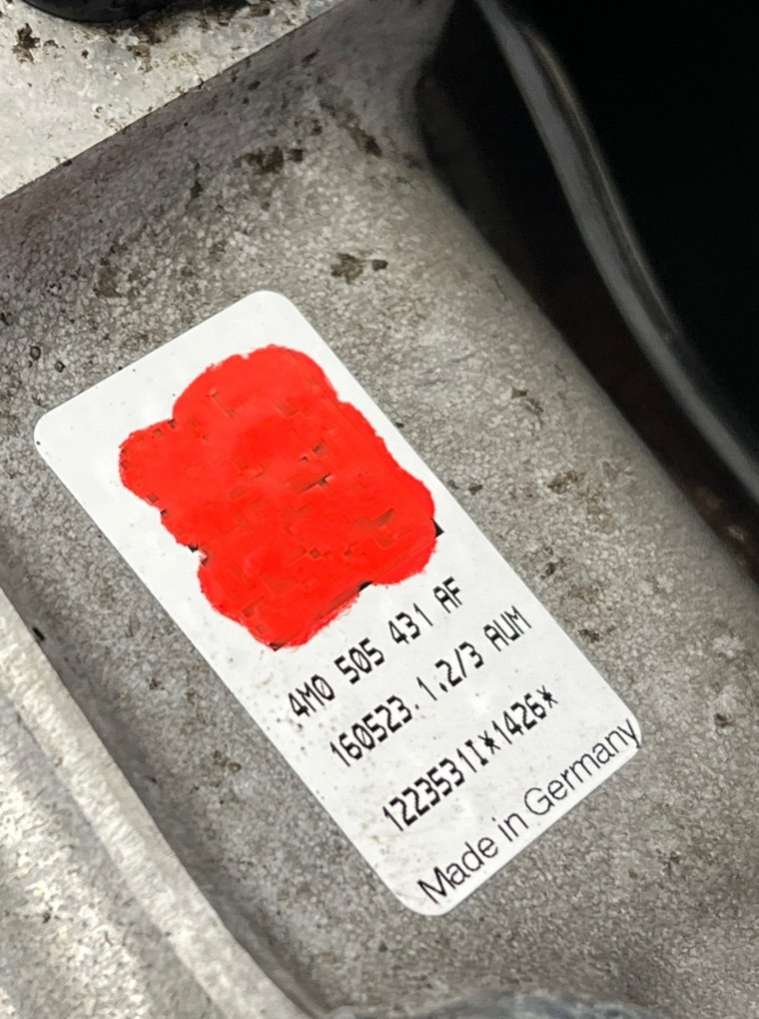 4M0 505 431 AF
160523.1.2/3 AUM
1223531I*1426*
Made in Germany